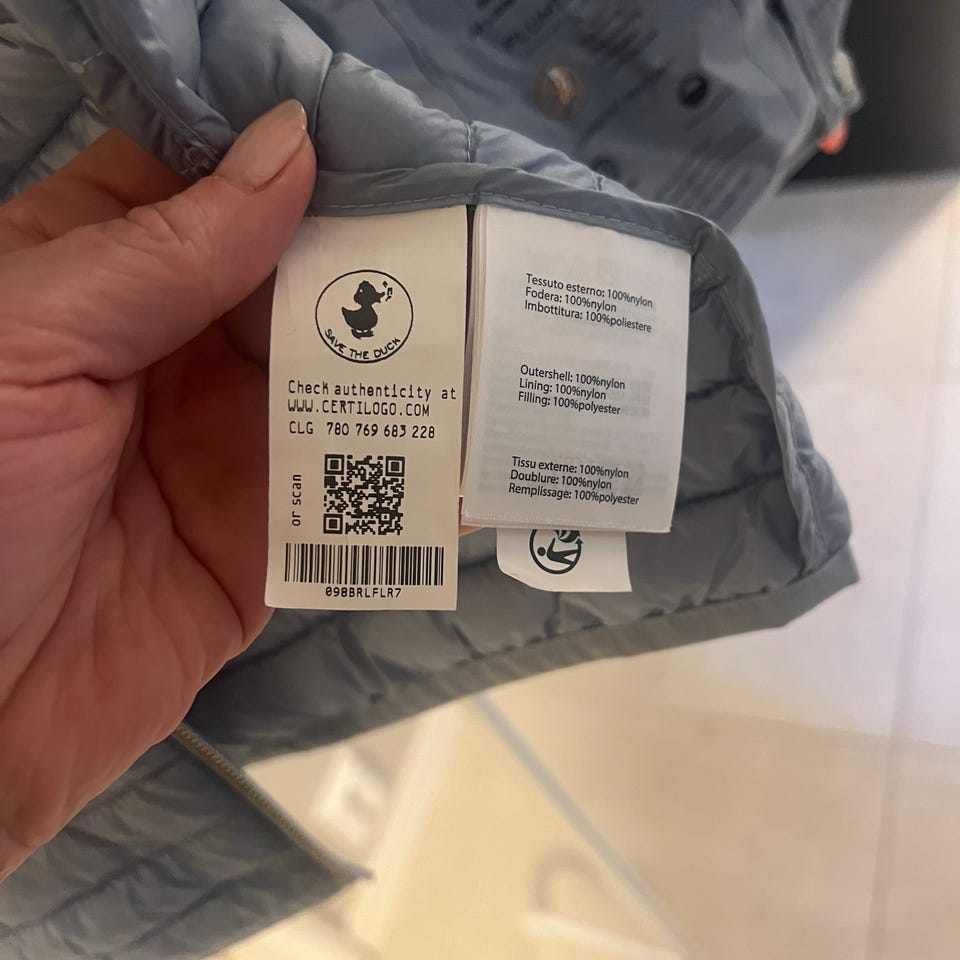 SAVE THE DUCK
Check authenticity at
WWW.CERTILOGO.COM
CLG 780 769 683 228
or scan
098BRLFLR7
Tessuto esterno: 100%nylon
Fodera: 100%nylon
Imbottitura: 100%poliestere
Outershell: 100%nylon
Lining: 100%nylon
Filling: 100%polyester
Tissu externe: 100%nylon
Doublure: 100%nylon
Remplissage: 100%polyester